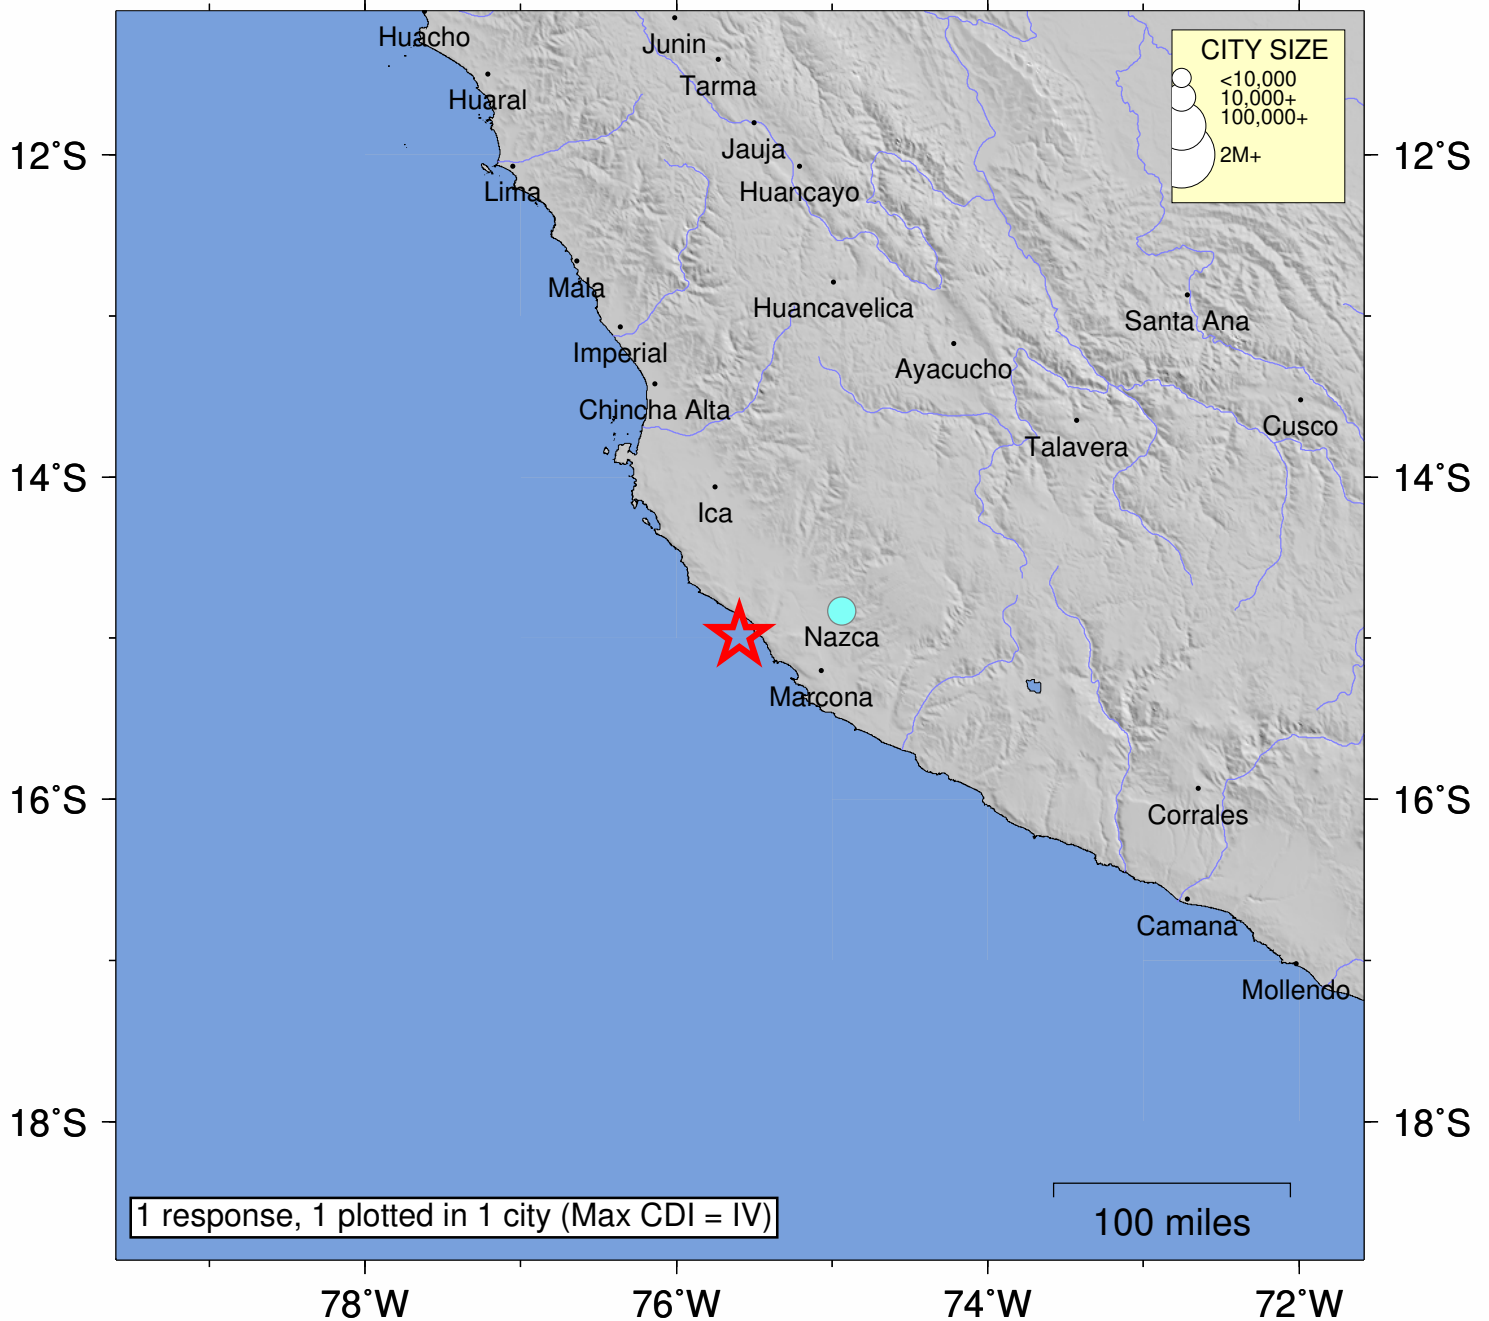 Huacho
Junin
Tarma
Huaral
Jauja
Lima
Huancayo
Mala
Huancavelica
Santa Ana
Imperial
Ayacucho
Chincha Alta
Cusco
Talavera
Ica
Nazca
Marcona
Corrales
Camana
Mollendo
CITY SIZE
<10,000
10,000+
100,000+
2M+
12˚S
12˚S
14˚S
14˚S
16˚S
16˚S
18˚S
18˚S
1 response, 1 plotted in 1 city (Max CDI = IV)
100 miles
78˚W
76˚W
74˚W
72˚W